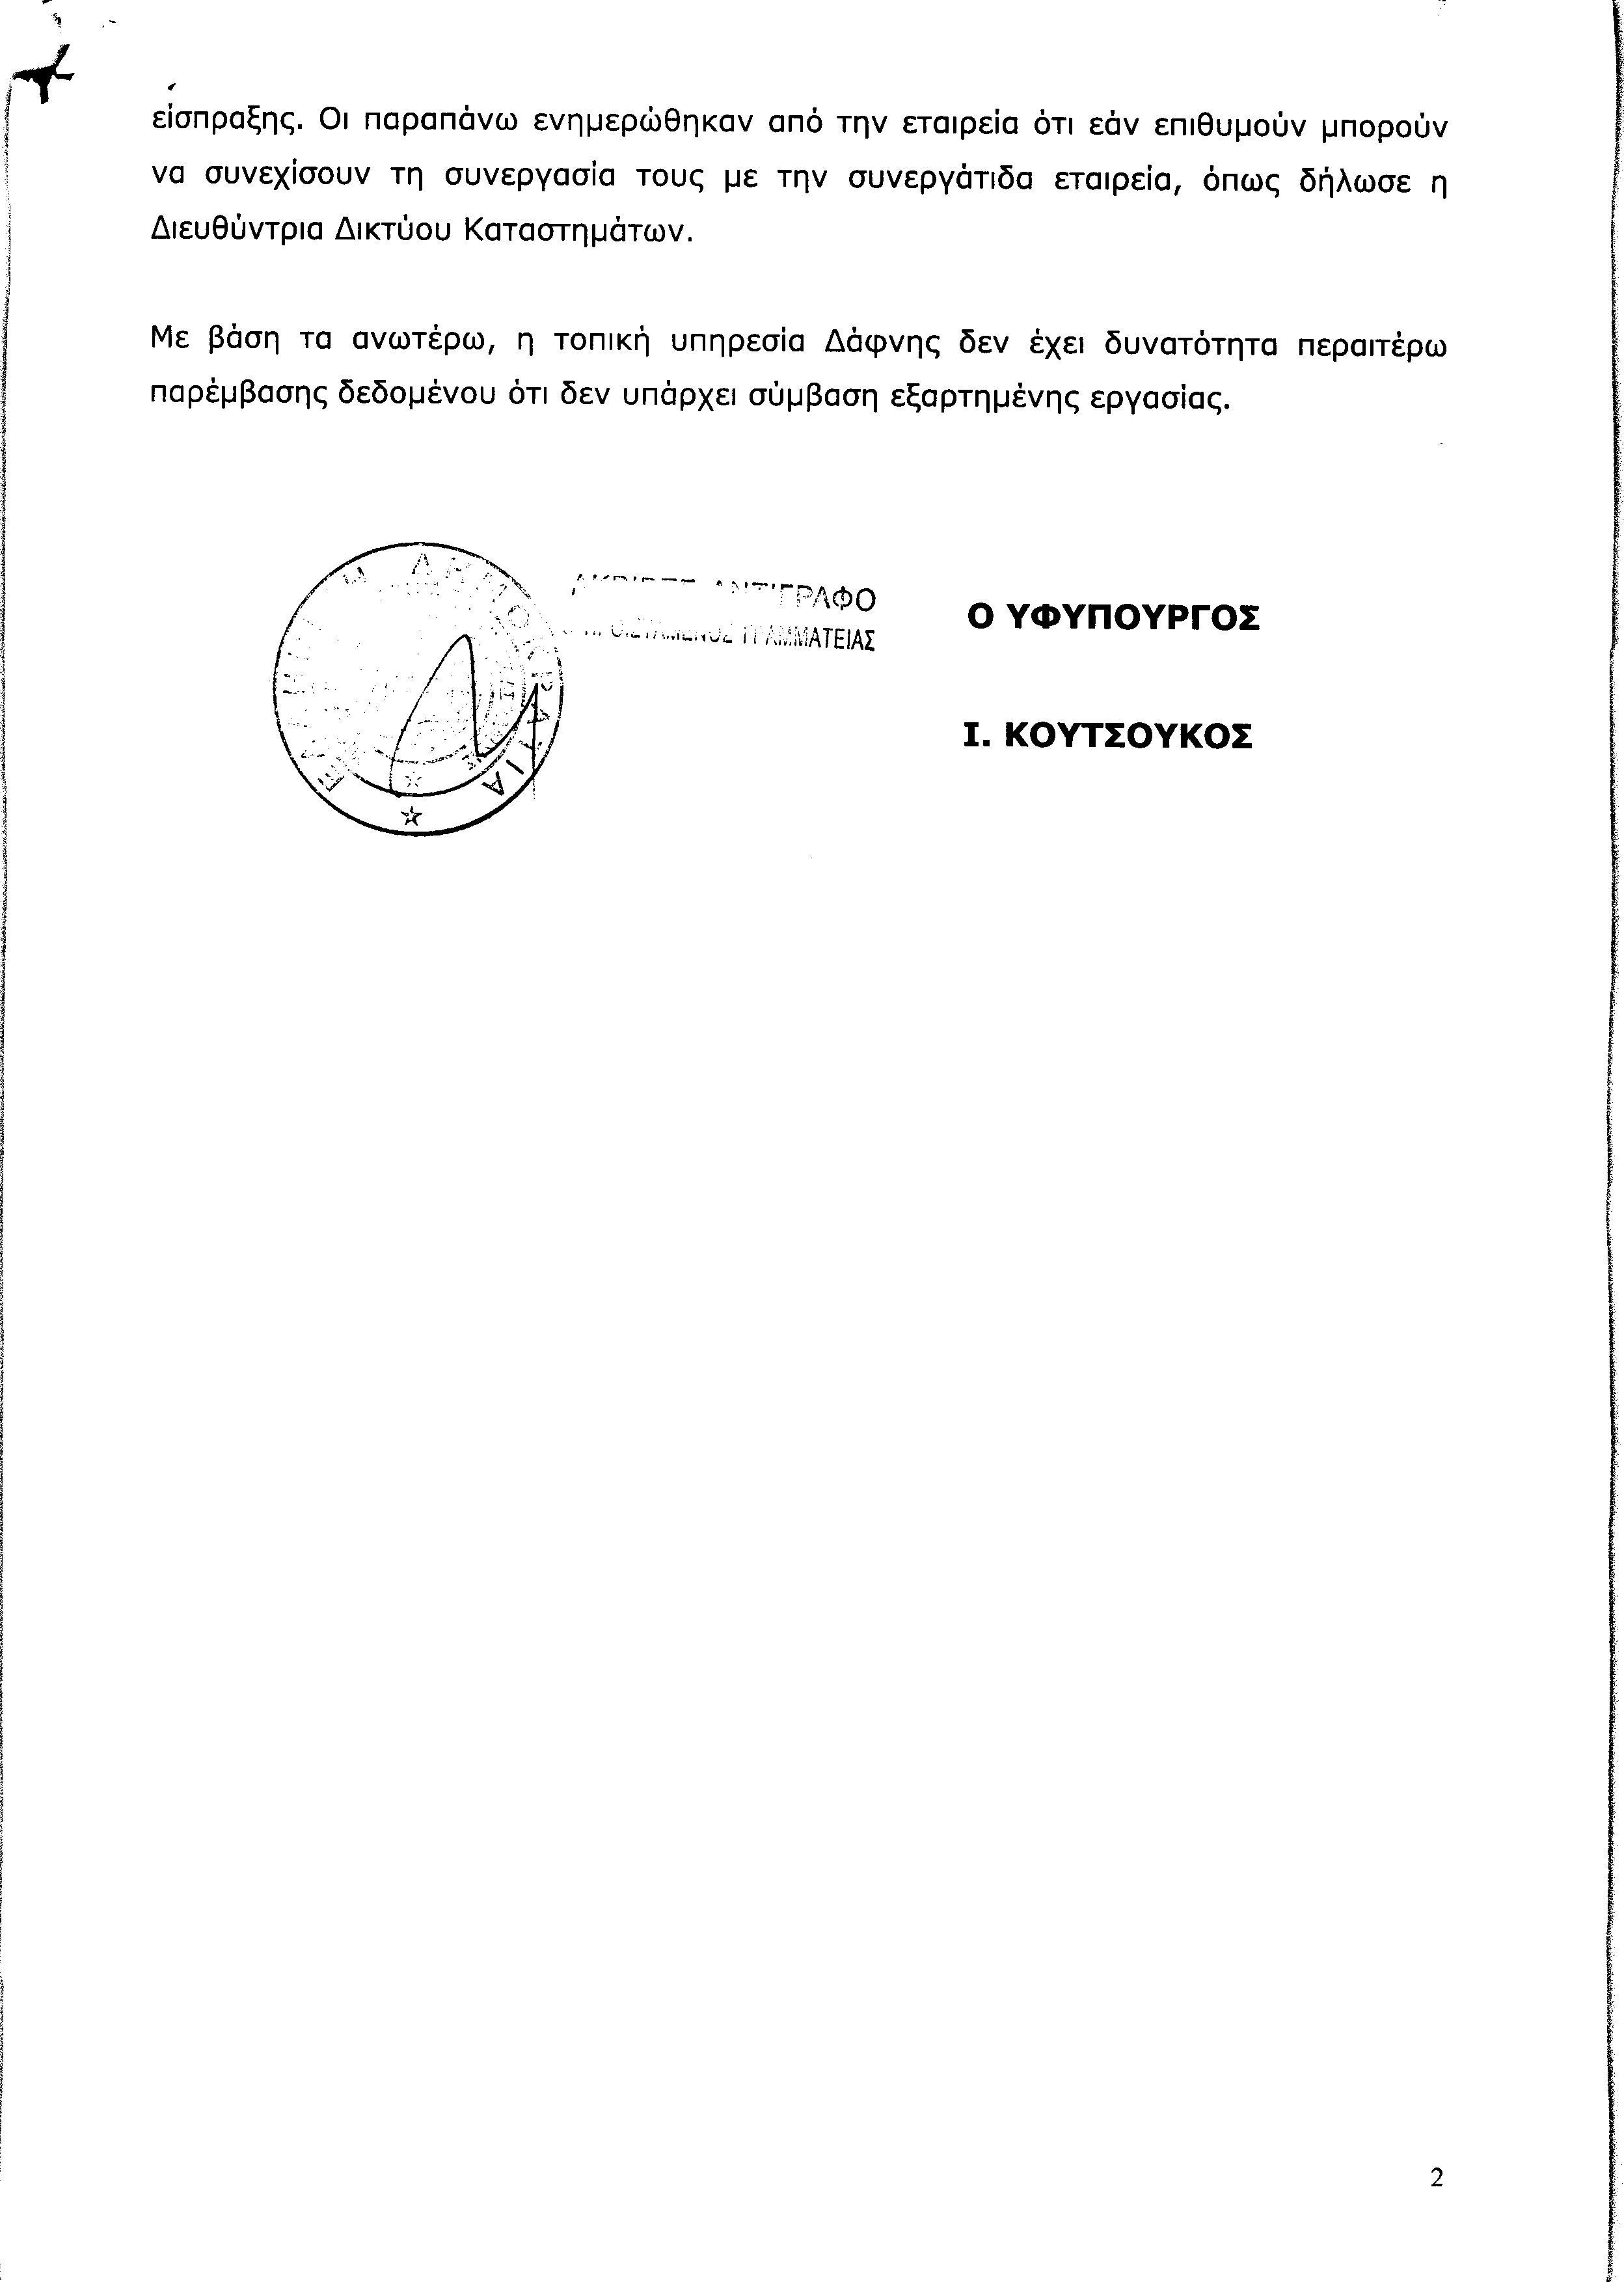 είσπραξης. Οι παραπάνω ενημερώθηκαν από την εταιρεία ότι εάν επιθυμούν μπορούν
να συνεχίσουν τη συνεργασία τους με την συνεργάτιδα εταιρεία, όπως δήλωσε η
Διευθύντρια Δικτύου Καταστημάτων.
Με βάση τα ανωτέρω, η τοπική υπηρεσία Δάφνης δεν έχει δυνατότητα περαιτέρω
παρέμβασης δεδομένου ότι δεν υπάρχει σύμβαση εξαρτημένης εργασίας.
ΑΝΤΙΓΡΑΦΟ
ΓΡΑΜΜΑΤΕΙΑΣ
Ο ΥΦΥΠΟΥΡΓΟΣ
Ι. ΚΟΥΤΣΟΥΚΟΣ
ΔΗΜΟΚΡΑΤΙΑ
2